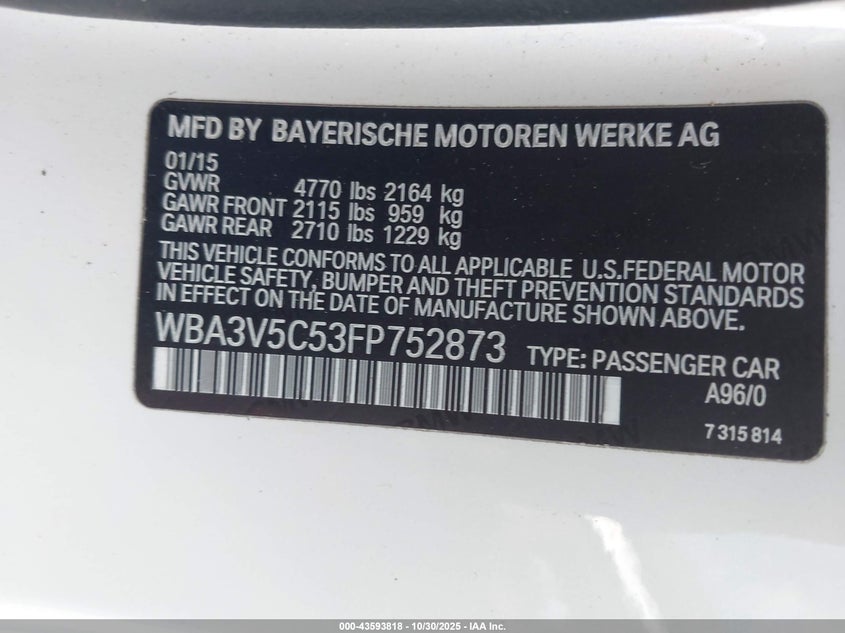 MFD BY BAYERISCHE MOTOREN WERKE AG
01/15
GVWR 4770 lbs 2164 kg
GAWR FRONT 2115 lbs 959 kg
GAWR REAR 2710 lbs 1229 kg
THIS VEHICLE CONFORMS TO ALL APPLICABLE U.S.FEDERAL MOTOR
VEHICLE SAFETY, BUMPER AND THEFT PREVENTION STANDARDS
IN EFFECT ON THE DATE OF MANUFACTURE SHOWN ABOVE.
WBA3V5C53FP752873 TYPE: PASSENGER CAR
A96/0
7 315 814
000-43593818 - 10/30/2025 - IAA Inc.